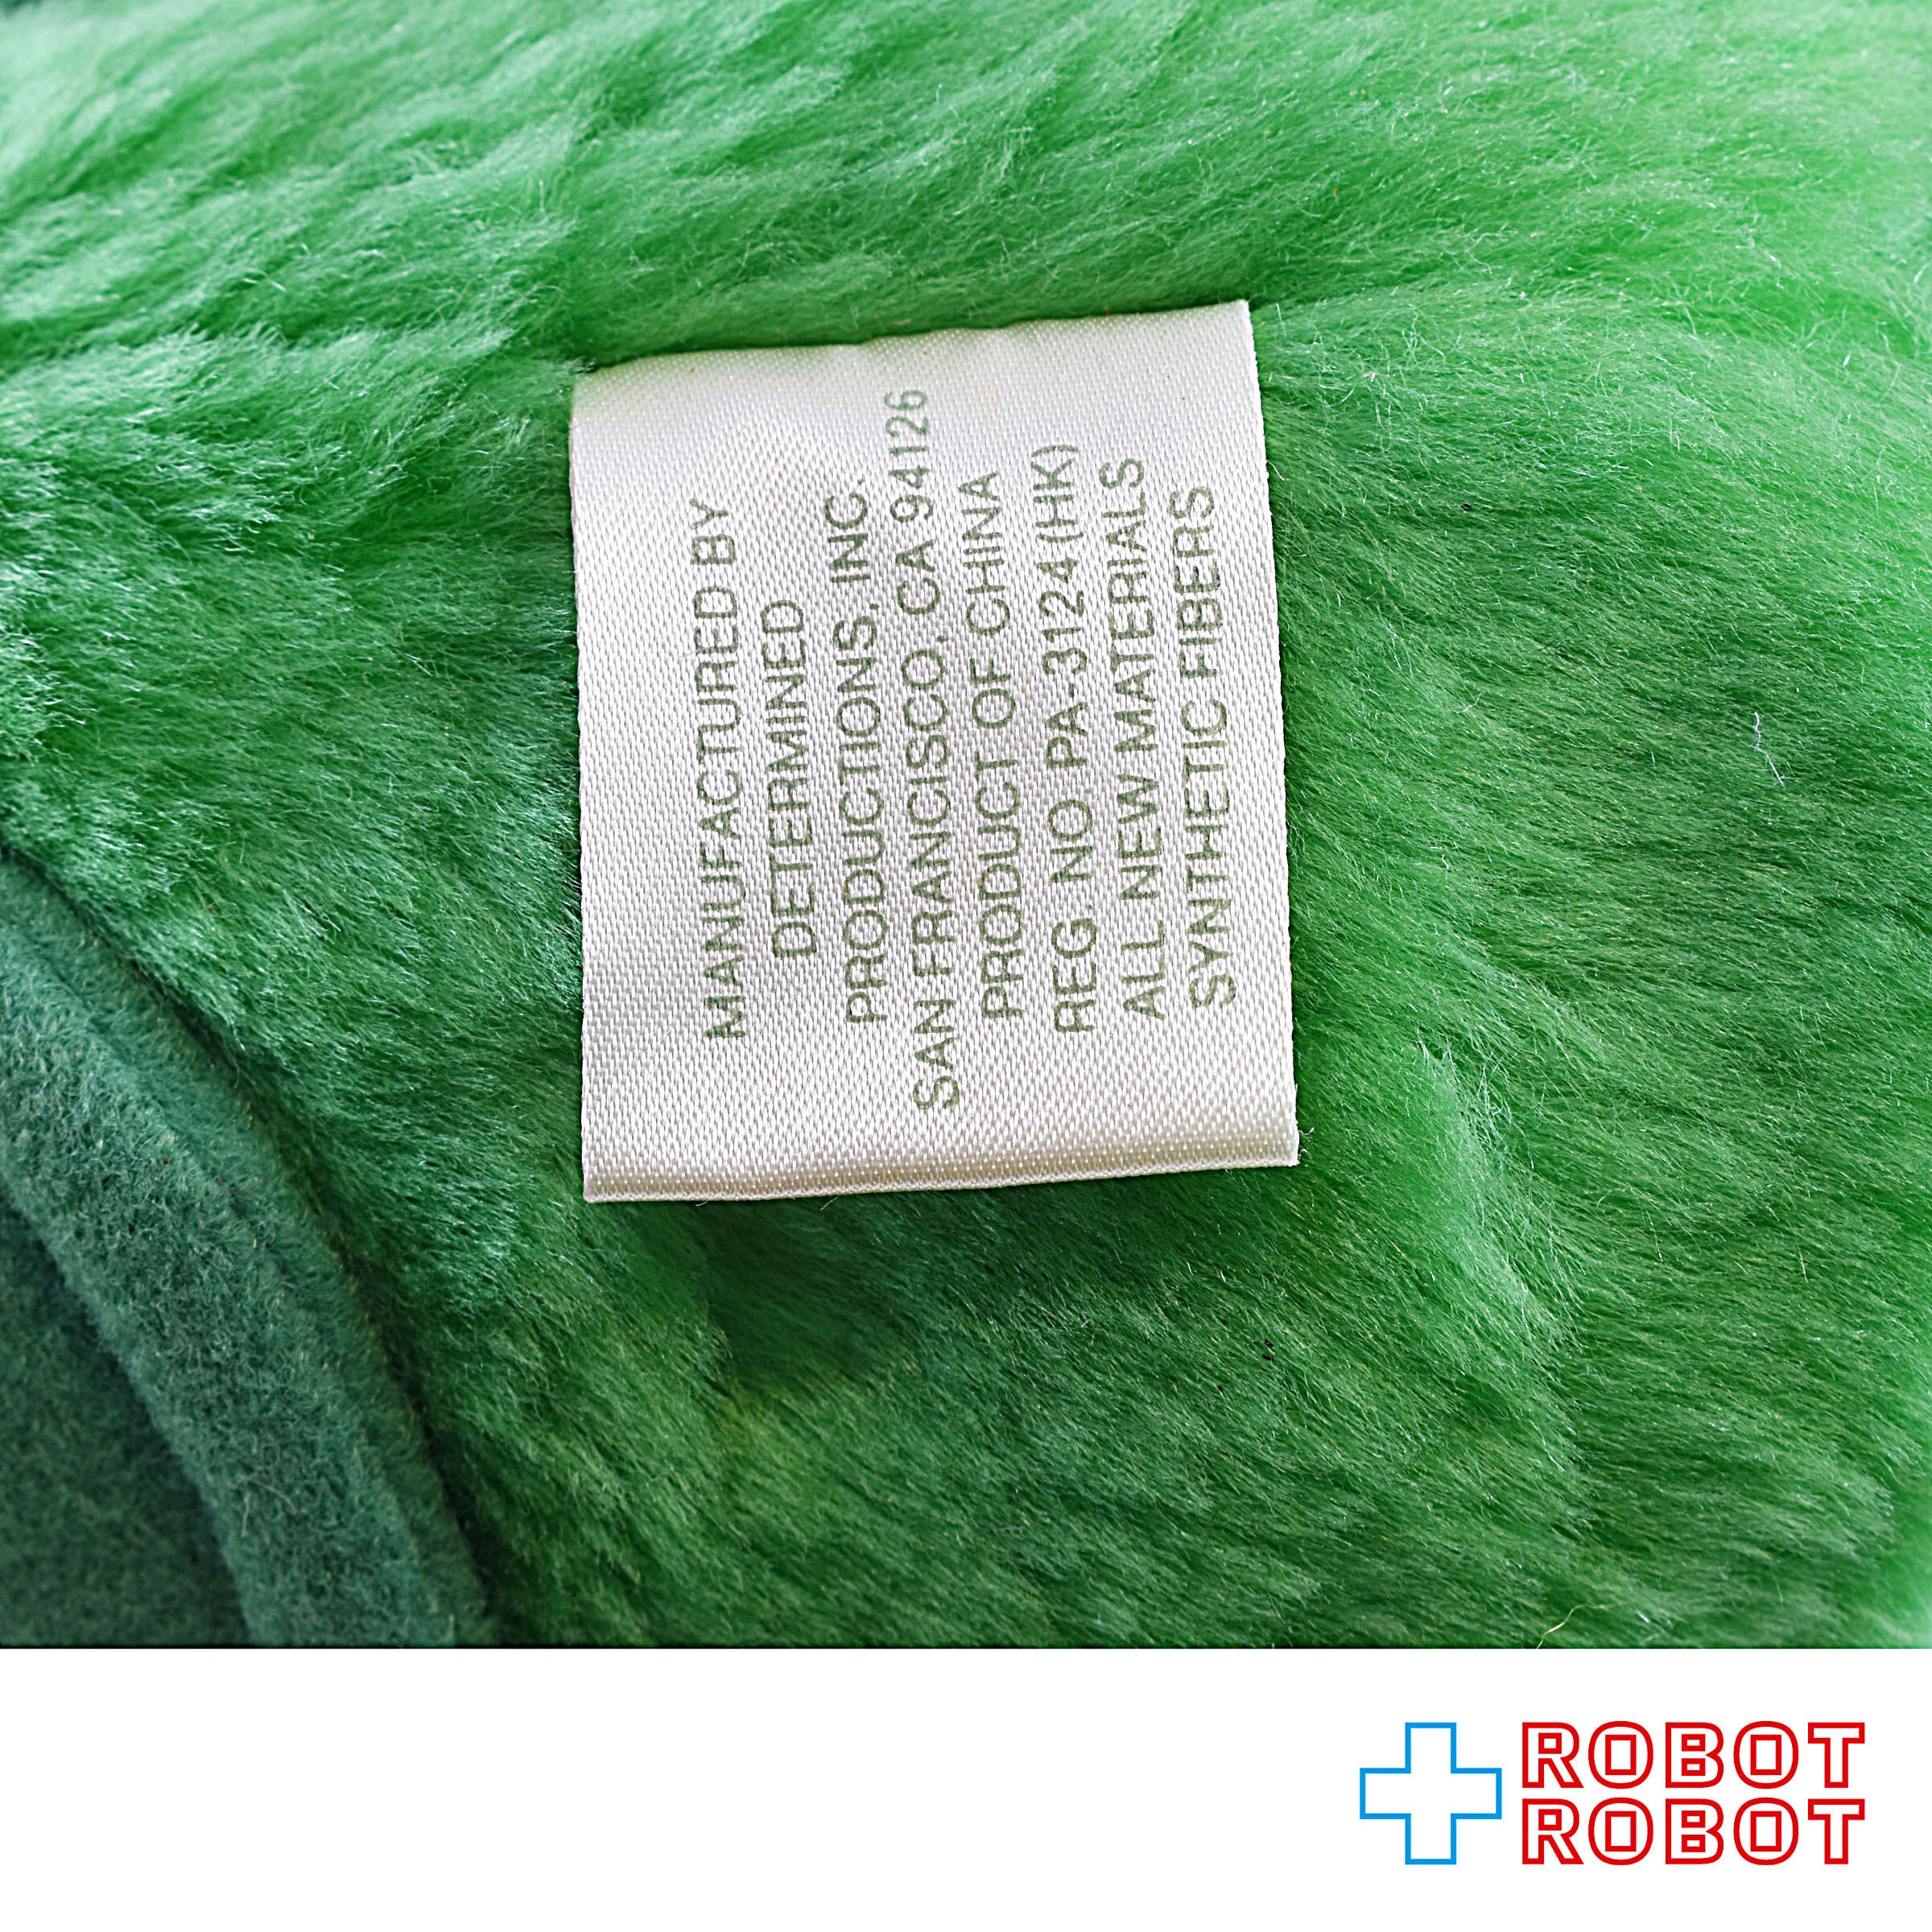 MANUFACTURED BY
DETERMINED
PRODUCTIONS, INC.
SAN FRANCISCO, CA 94126
PRODUCT OF CHINA
REG. NO. PA-3124 (HK)
ALL NEW MATERIALS
SYNTHETIC FIBERS
ROBOT
ROBOT